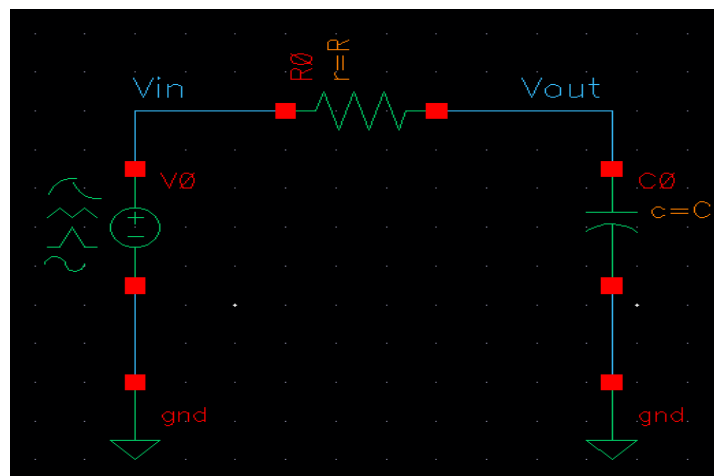 Vin
R0
r=R
Vout
V0
C0
c=C
gnd
gnd